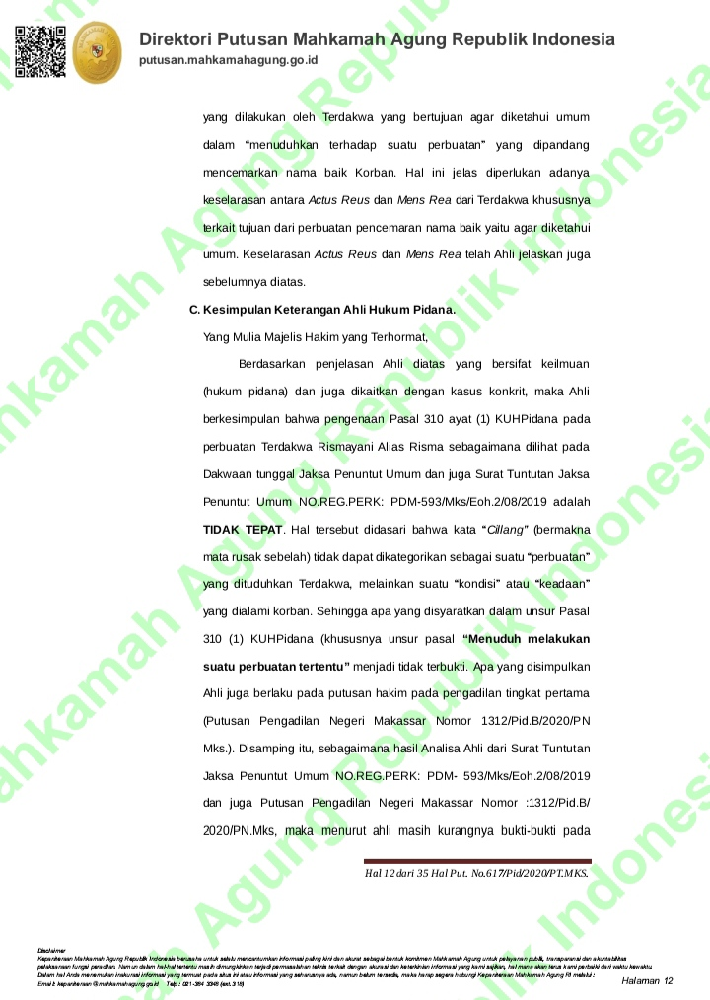 Direktori Putusan Mahkamah Agung Republik Indonesia
putusan.mahkamahagung.go.id
yang dilakukan oleh Terdakwa yang bertujuan agar diketahui umum
dalam “menuduhkan terhadap suatu perbuatan” yang dipandang
mencemarkan nama baik Korban. Hal ini jelas diperlukan adanya
keselarasan antara Actus Reus dan Mens Rea dari Terdakwa khususnya
terkait tujuan dari perbuatan pencemaran nama baik yaitu agar diketahui
umum. Keselarasan Actus Reus dan Mens Rea telah Ahli jelaskan juga
sebelumnya diatas.
C. Kesimpulan Keterangan Ahli Hukum Pidana.
Yang Mulia Majelis Hakim yang Terhormat,
Berdasarkan penjelasan Ahli diatas yang bersifat keilmuan
(hukum pidana) dan juga dikaitkan dengan kasus konkrit, maka Ahli
berkesimpulan bahwa pengenaan Pasal 310 ayat (1) KUHPidana pada
perbuatan Terdakwa Rismayani Alias Risma sebagaimana dilihat pada
Dakwaan tunggal Jaksa Penuntut Umum dan juga Surat Tuntutan Jaksa
Penuntut Umum NO.REG.PERK: PDM-593/Mks/Eoh.2/08/2019 adalah
TIDAK TEPAT. Hal tersebut didasari bahwa kata “Cillang” (bermakna
mata rusak sebelah) tidak dapat dikategorikan sebagai suatu “perbuatan”
yang dituduhkan Terdakwa, melainkan suatu “kondisi” atau “keadaan”
yang dialami korban. Sehingga apa yang disyaratkan dalam unsur Pasal
310 (1) KUHPidana (khususnya unsur pasal “Menuduh melakukan
suatu perbuatan tertentu” menjadi tidak terbukti. Apa yang disimpulkan
Ahli juga berlaku pada putusan hakim pada pengadilan tingkat pertama
(Putusan Pengadilan Negeri Makassar Nomor 1312/Pid.B/2020/PN
Mks.). Disamping itu, sebagaimana hasil Analisa Ahli dari Surat Tuntutan
Jaksa Penuntut Umum NO.REG.PERK: PDM- 593/Mks/Eoh.2/08/2019
dan juga Putusan Pengadilan Negeri Makassar Nomor :1312/Pid.B/
2020/PN.Mks, maka menurut ahli masih kurangnya bukti-bukti pada
Hal 12 dari 35 Hal Put. No.617/Pid/2020/PT.MKS.
Disclaimer
Kepaniteraan Mahkamah Agung Republik Indonesia berusaha untuk selalu mencantumkan informasi paling kini dan akurat sebagai bentuk komitmen Mahkamah Agung untuk pelayanan publik, transparansi dan akuntabilitas
pelaksanaan fungsi peradilan. Namun dalam hal-hal tertentu masih dimungkinkan terjadi permasalahan teknis terkait dengan akurasi dan keterkinian informasi yang kami sajikan, hal mana akan terus kami perbaiki dari waktu kewaktu.
Dalam hal Anda menemukan inakurasi informasi yang termuat pada situs ini atau informasi yang seharusnya ada, namun belum tersedia, maka harap segera hubungi Kepaniteraan Mahkamah Agung RI melalui :
Email : kepaniteraan@mahkamahagung.go.id Telp : 021-384 3348 (ext.318)
Halaman 12